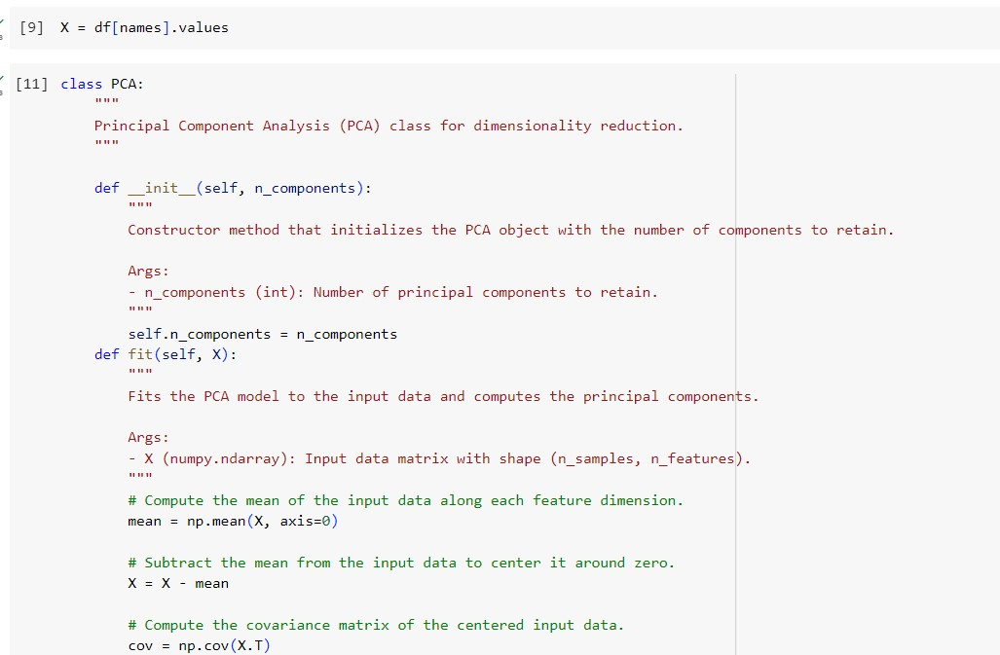 [9] X = df[names].values
[11] class PCA:
"""
Principal Component Analysis (PCA) class for dimensionality reduction.
"""
def __init__(self, n_components):
"""
Constructor method that initializes the PCA object with the number of components to retain.
Args:
- n_components (int): Number of principal components to retain.
"""
self.n_components = n_components
def fit(self, X):
"""
Fits the PCA model to the input data and computes the principal components.
Args:
- X (numpy.ndarray): Input data matrix with shape (n_samples, n_features).
"""
# Compute the mean of the input data along each feature dimension.
mean = np.mean(X, axis=0)
# Subtract the mean from the input data to center it around zero.
X = X - mean
# Compute the covariance matrix of the centered input data.
cov = np.cov(X.T)